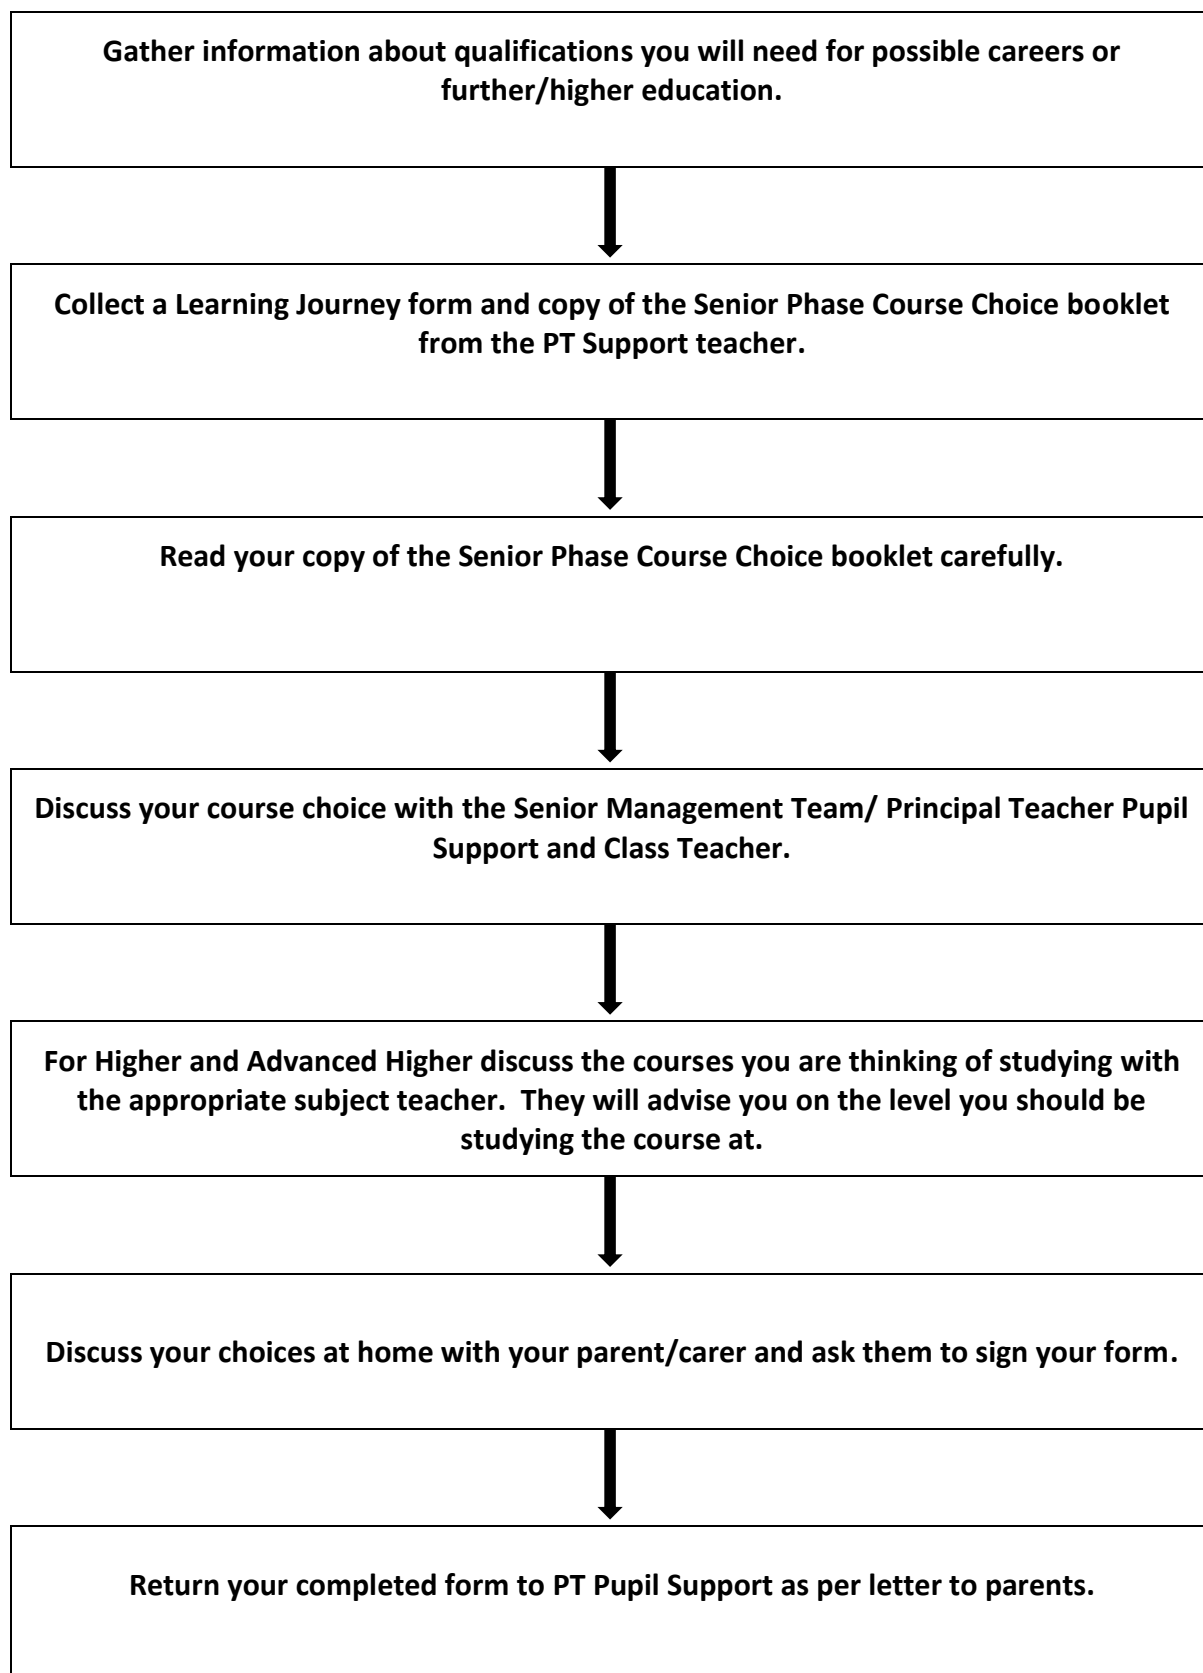 Gather information about qualifications you will need for possible careers or
further/higher education.
Collect a Learning Journey form and copy of the Senior Phase Course Choice booklet
from the PT Support teacher.
Read your copy of the Senior Phase Course Choice booklet carefully.
Discuss your course choice with the Senior Management Team/ Principal Teacher Pupil
Support and Class Teacher.
For Higher and Advanced Higher discuss the courses you are thinking of studying with
the appropriate subject teacher.  They will advise you on the level you should be
studying the course at.
Discuss your choices at home with your parent/carer and ask them to sign your form.
Return your completed form to PT Pupil Support as per letter to parents.